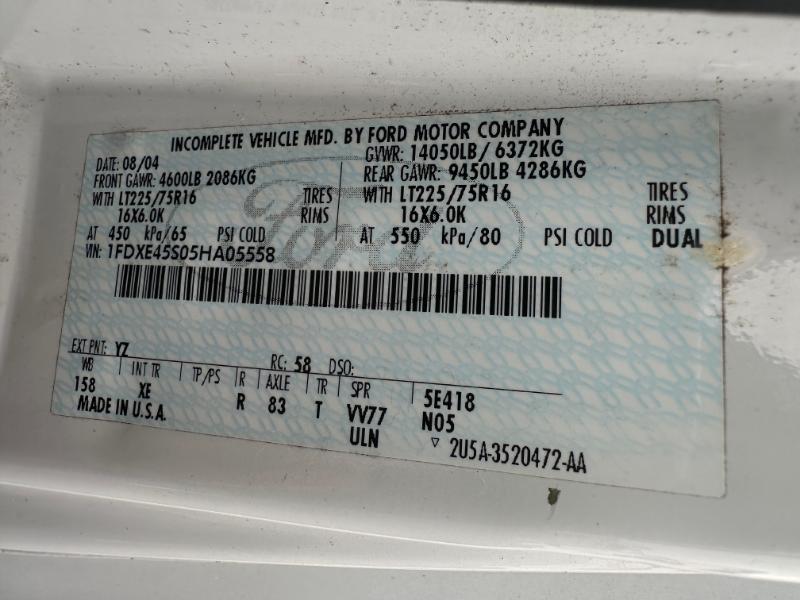 INCOMPLETE VEHICLE MFD. BY FORD MOTOR COMPANY
DATE: 08/04 GVWR: 14050LB/ 6372KG
FRONT GAWR: 4600LB 2086KG REAR GAWR: 9450LB 4286KG
WITH LT225/75R16 TIRES WITH LT225/75R16 TIRES
16X6.0K RIMS 16X6.0K RIMS
AT 450 kPa/65 PSI COLD AT 550 kPa/80 PSI COLD DUAL
VIN: 1FDXE45S05HA05558
Ford
EXT PNT: YZ RC: 58 DSO:
WB INT TR TP/PS R AXLE TR SPR 5E418
158 XE R 83 T VV77 N05
MADE IN U.S.A. ULN ▽ 2U5A-3520472-AA